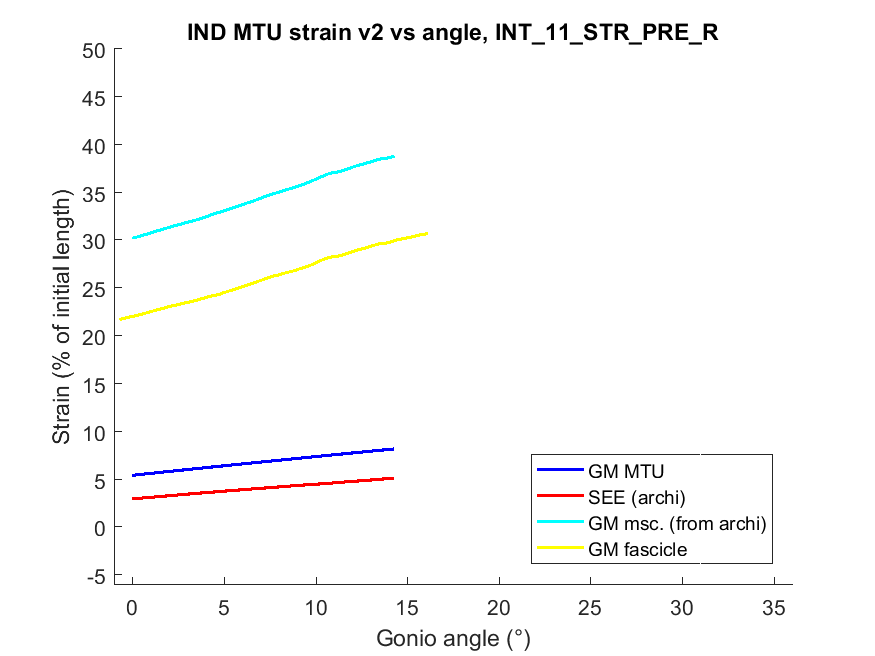 IND MTU strain v2 vs angle, INT_11_STR_PRE_R
50
45
40
35
30
25
20
15
10
5
0
-5
Strain (% of initial length)
GM MTU
SEE (archi)
GM msc. (from archi)
GM fascicle
0 5 10 15 20 25 30 35
Gonio angle (°)